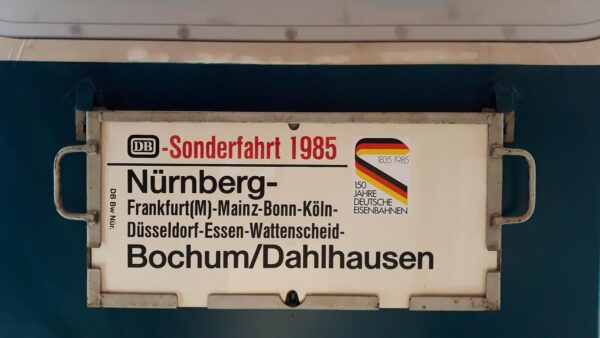 DB-Sonderfahrt 1985
Nürnberg-
Frankfurt(M)-Mainz-Bonn-Köln-
Düsseldorf-Essen-Wattenscheid-
Bochum/Dahlhausen
1835-1985
150
JAHRE
DEUTSCHE
EISENBAHNEN
DB Bw Nür.